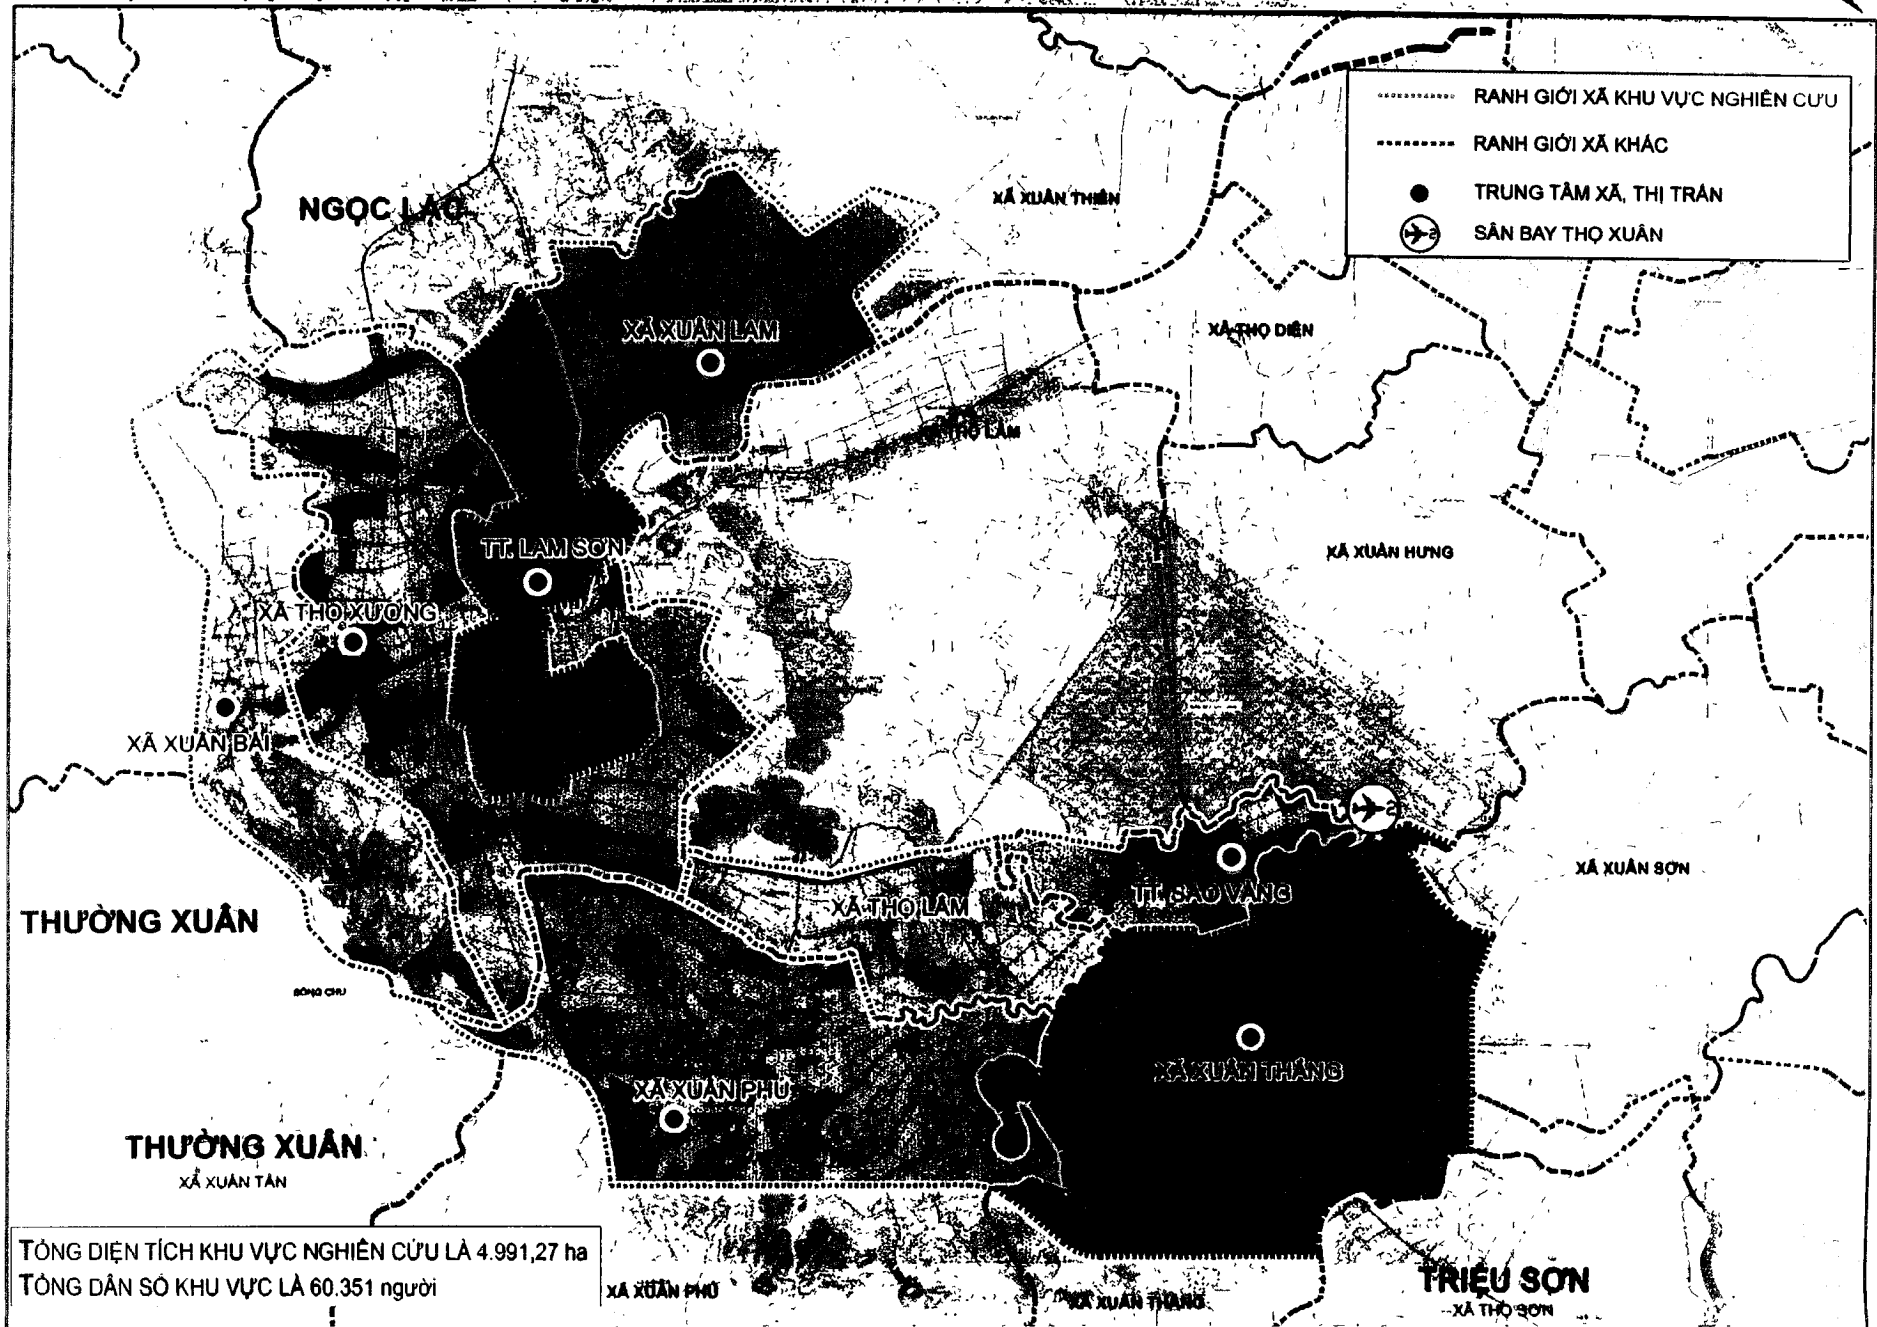 RANH GIỚI XÃ KHU VỰC NGHIÊN CỨU
RANH GIỚI XÃ KHÁC
TRUNG TÂM XÃ, THỊ TRẤN
SÂN BAY THỌ XUÂN
XÃ XUÂN THIÊN
NGỌC LẶC
XÃ XUÂN LAM
XÃ THỌ DIÊN
THỌ LÂM
TT. LAM SƠN
XÃ XUÂN HƯNG
XÃ THỌ XƯƠNG
XÃ XUÂN BÁI
XÃ XUÂN SƠN
TT. SAO VÀNG
XÃ THỌ LÂM
THƯỜNG XUÂN
SÔNG CHU
XÃ XUÂN THẮNG
XÃ XUÂN PHÚ
THƯỜNG XUÂN
XÃ XUÂN TÂN
TỔNG DIỆN TÍCH KHU VỰC NGHIÊN CỨU LÀ 4.991,27 ha
TỔNG DÂN SỐ KHU VỰC LÀ 60.351 người
XÃ XUÂN PHÚ
XÃ XUÂN THẮNG
TRIỆU SƠN
XÃ THỌ SƠN